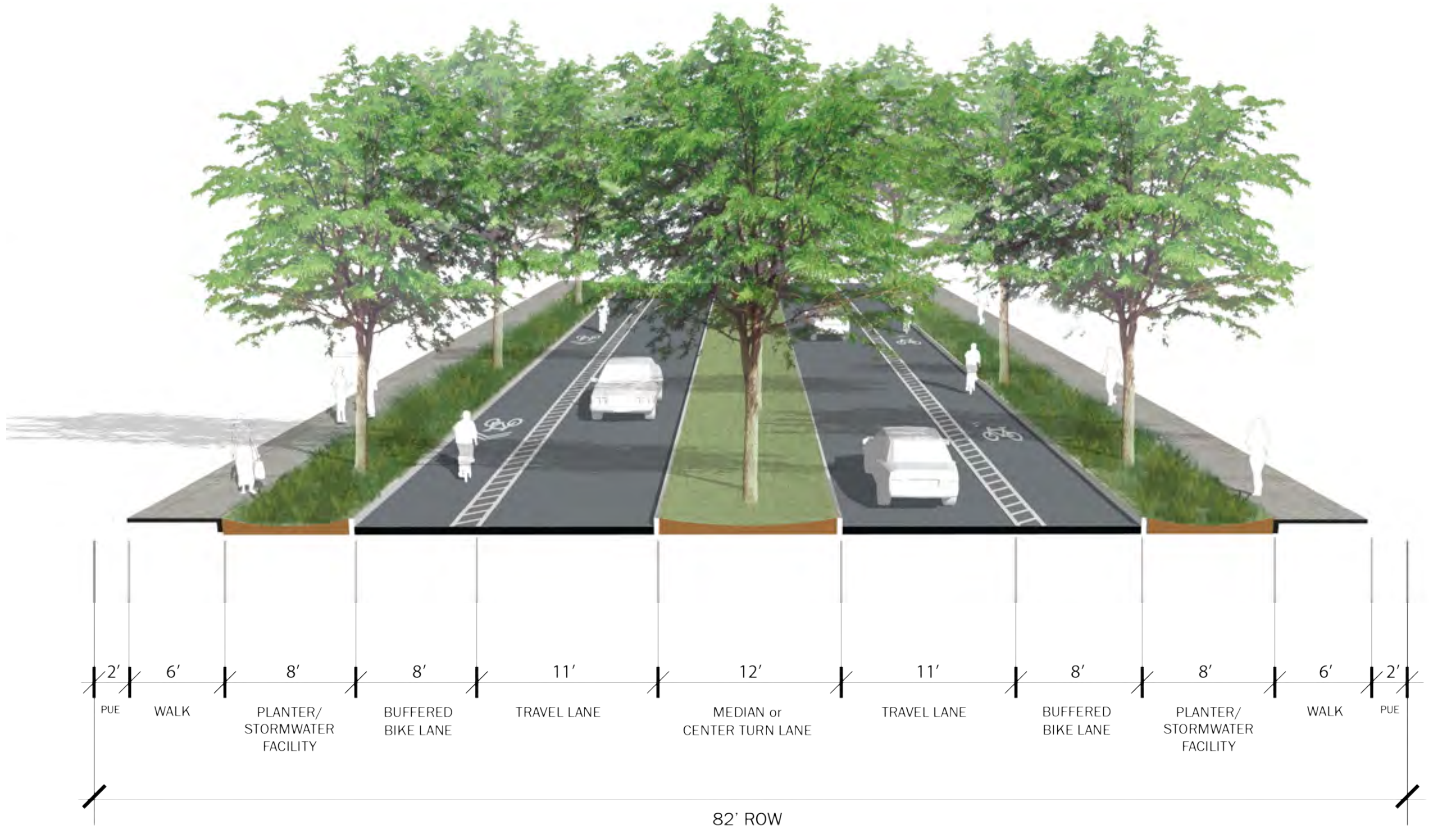 2' 6' 8' 8' 11' 12' 11' 8' 8' 6' 2'
PUE
WALK
PLANTER/
STORMWATER
FACILITY
BUFFERED
BIKE LANE
TRAVEL LANE
MEDIAN or
CENTER TURN LANE
TRAVEL LANE
BUFFERED
BIKE LANE
PLANTER/
STORMWATER
FACILITY
WALK
PUE
82' ROW